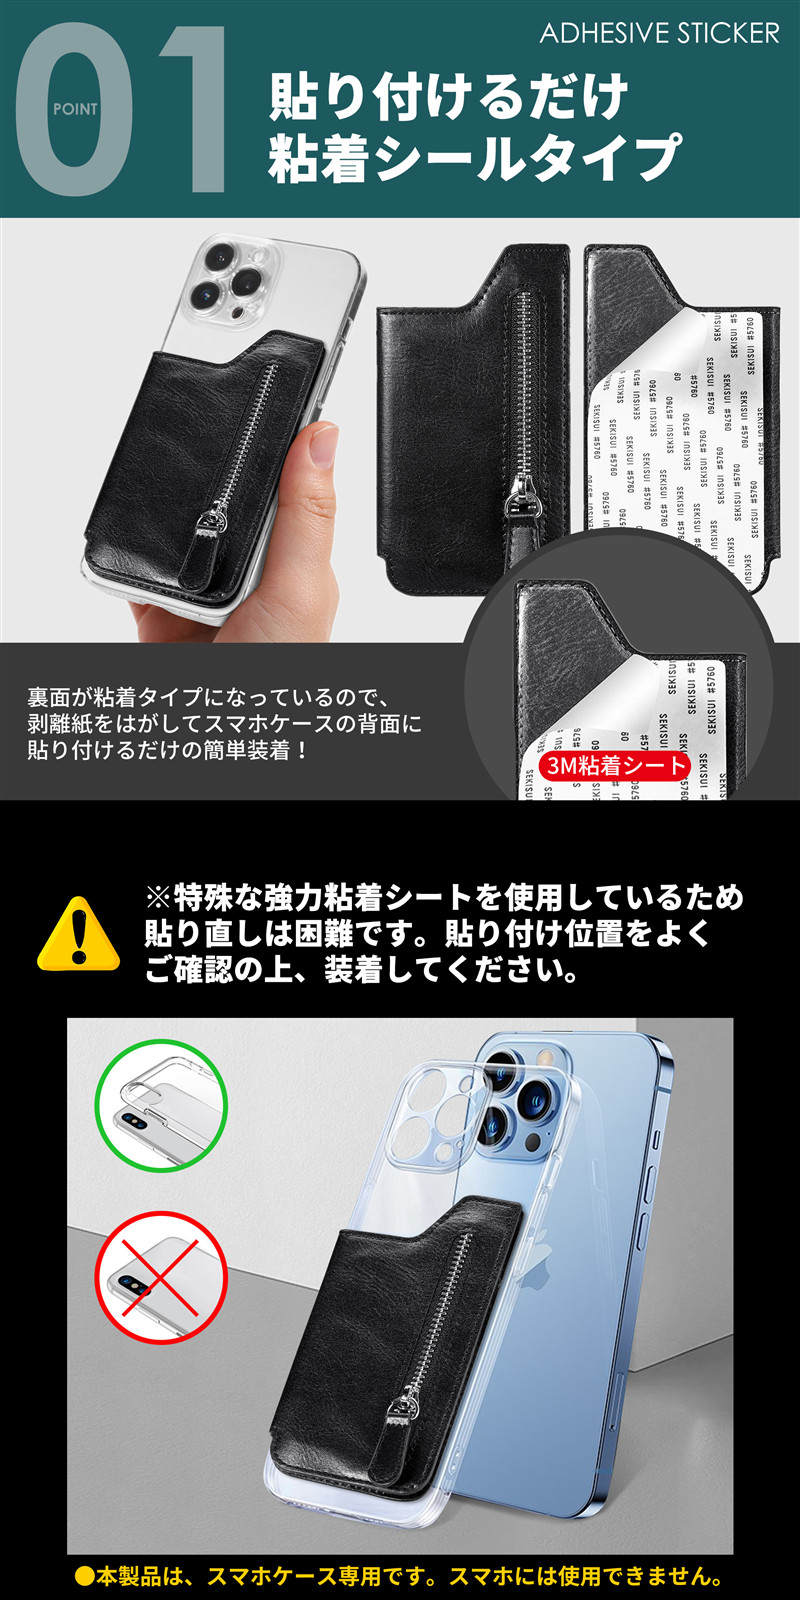 01
POINT
ADHESIVE STICKER
貼り付けるだけ
粘着シールタイプ
SEKISUI #5760
裏面が粘着タイプになっているので、
剥離紙をはがしてスマホケースの背面に
貼り付けるだけの簡単装着！
SEKISUI #5760
3M粘着シート
※特殊な強力粘着シートを使用しているため
貼り直しは困難です。貼り付け位置をよく
ご確認の上、装着してください。
●本製品は、スマホケース専用です。スマホには使用できません。